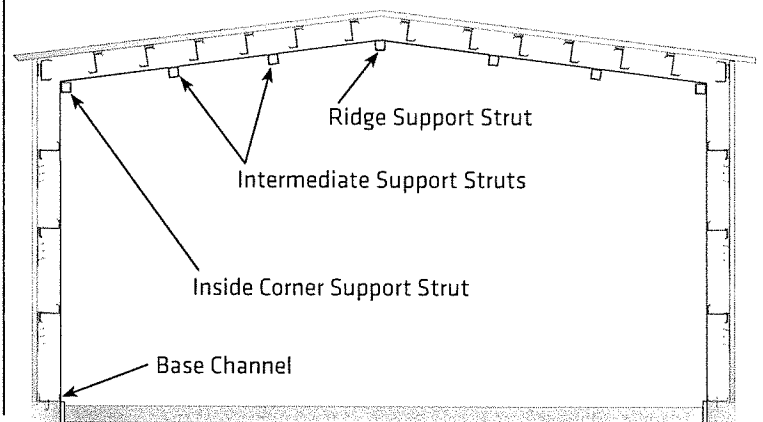 Ridge Support Strut
Intermediate Support Struts
Inside Corner Support Strut
Base Channel